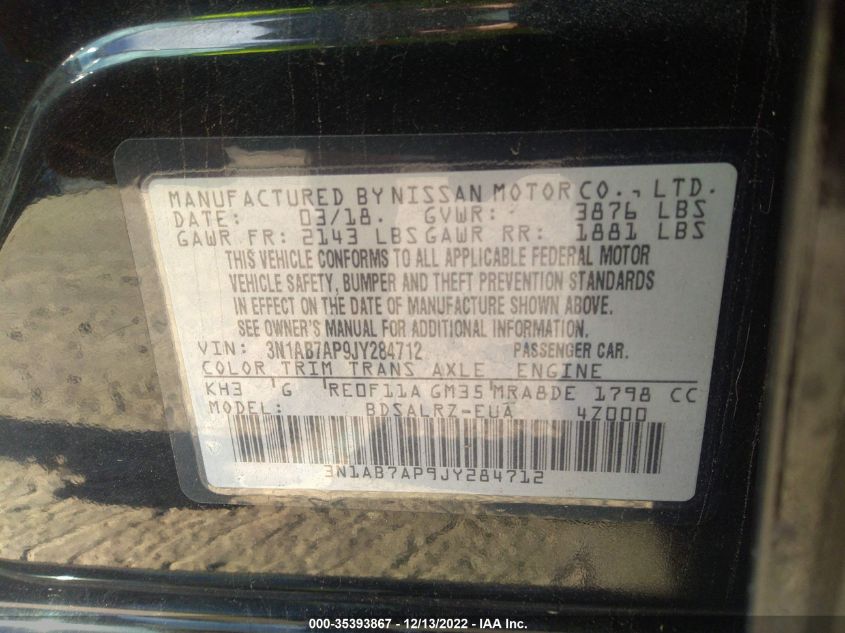 MANUFACTURED BY NISSAN MOTOR CO., LTD.
DATE: 03/18. GVWR: 3876 LBS
GAWR FR: 2143 LBS GAWR RR: 1881 LBS
THIS VEHICLE CONFORMS TO ALL APPLICABLE FEDERAL MOTOR
VEHICLE SAFETY, BUMPER AND THEFT PREVENTION STANDARDS
IN EFFECT ON THE DATE OF MANUFACTURE SHOWN ABOVE.
SEE OWNER'S MANUAL FOR ADDITIONAL INFORMATION.
VIN: 3N1AB7AP9JY284712 PASSENGER CAR.
COLOR TRIM TRANS AXLE ENGINE
KH3 G RE0F11A GM35 MRA8DE 1798 CC
MODEL: BDSALRZ-EUA 4Z000
3N1AB7AP9JY284712
000-35393867 - 12/13/2022 - IAA Inc.